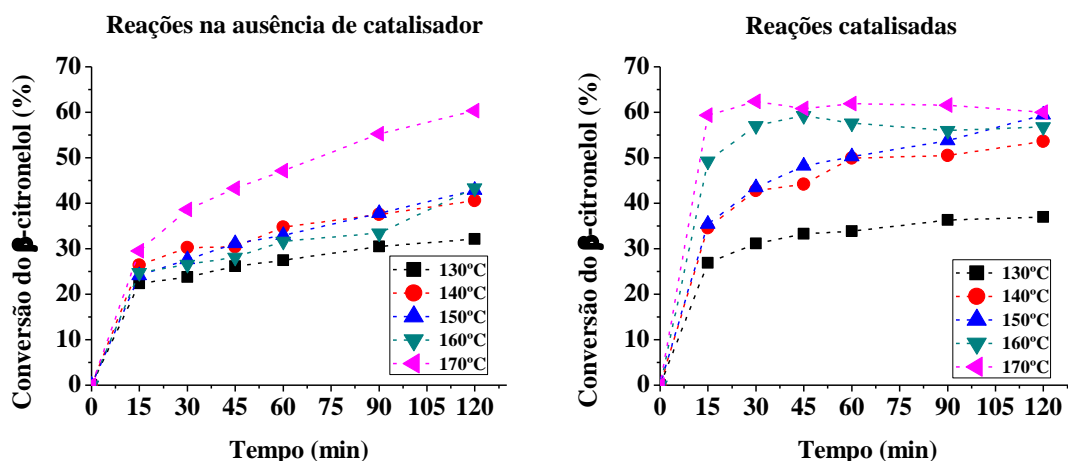 Reações na ausência de catalisador
Conversão do β-citronelol (%)
70
60
50
40
30
20
10
0
130ºC
140ºC
150ºC
160ºC
170ºC
0 15 30 45 60 75 90 105 120
Tempo (min)
Reações catalisadas
Conversão do β-citronelol (%)
70
60
50
40
30
20
10
0
130ºC
140ºC
150ºC
160ºC
170ºC
0 15 30 45 60 75 90 105 120
Tempo (min)